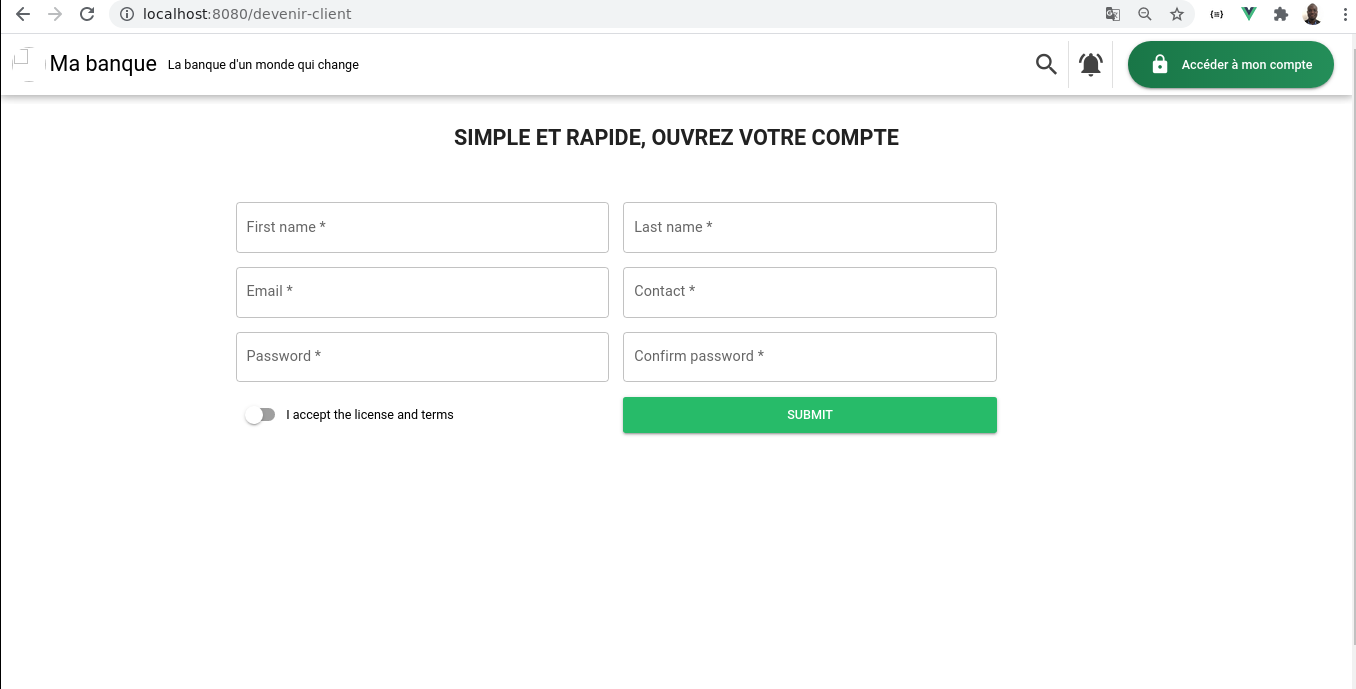 localhost:8080/devenir-client
Ma banque La banque d'un monde qui change
Accéder à mon compte
SIMPLE ET RAPIDE, OUVREZ VOTRE COMPTE
First name * Last name *
Email * Contact *
Password * Confirm password *
I accept the license and terms SUBMIT